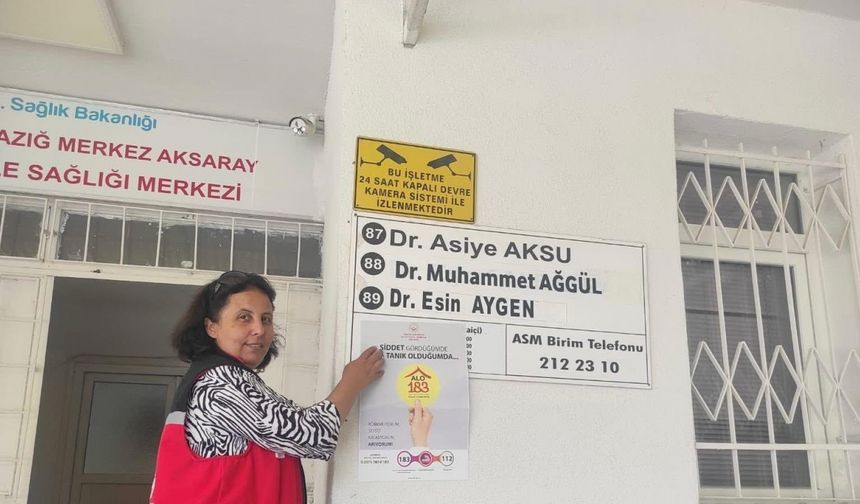 . Sağlık Bakanlığı
AZIĞ MERKEZ AKSARAY
LE SAĞLIĞI MERKEZİ
BU İŞLETME
24 SAAT KAPALI DEVRE
KAMERA SİSTEMİ İLE
İZLENMEKTEDİR
87 Dr. Asiye AKSU
88 Dr. Muhammet AĞGÜL
89 Dr. Esin AYGEN
ASM Birim Telefonu
212 23 10
ŞİDDET GÖRDÜĞÜMDE
TANIK OLDUĞUMDA...
ALO
183
ARIYORUM!
183
112